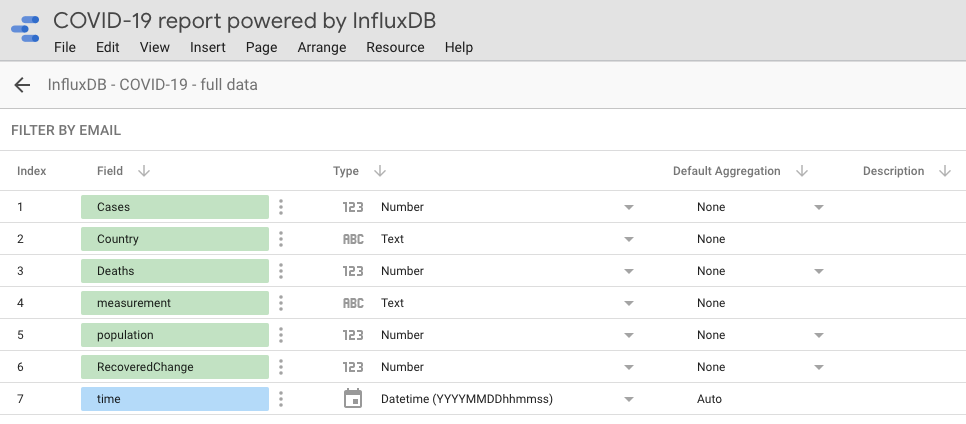 COVID-19 report powered by InfluxDB
File Edit View Insert Page Arrange Resource Help
InfluxDB - COVID-19 - full data
FILTER BY EMAIL
Index Field Type Default Aggregation Description
1 Cases 123 Number None
2 Country ABC Text None
3 Deaths 123 Number None
4 measurement ABC Text None
5 population 123 Number None
6 RecoveredChange 123 Number None
7 time Datetime (YYYYMMDDhhmmss) Auto